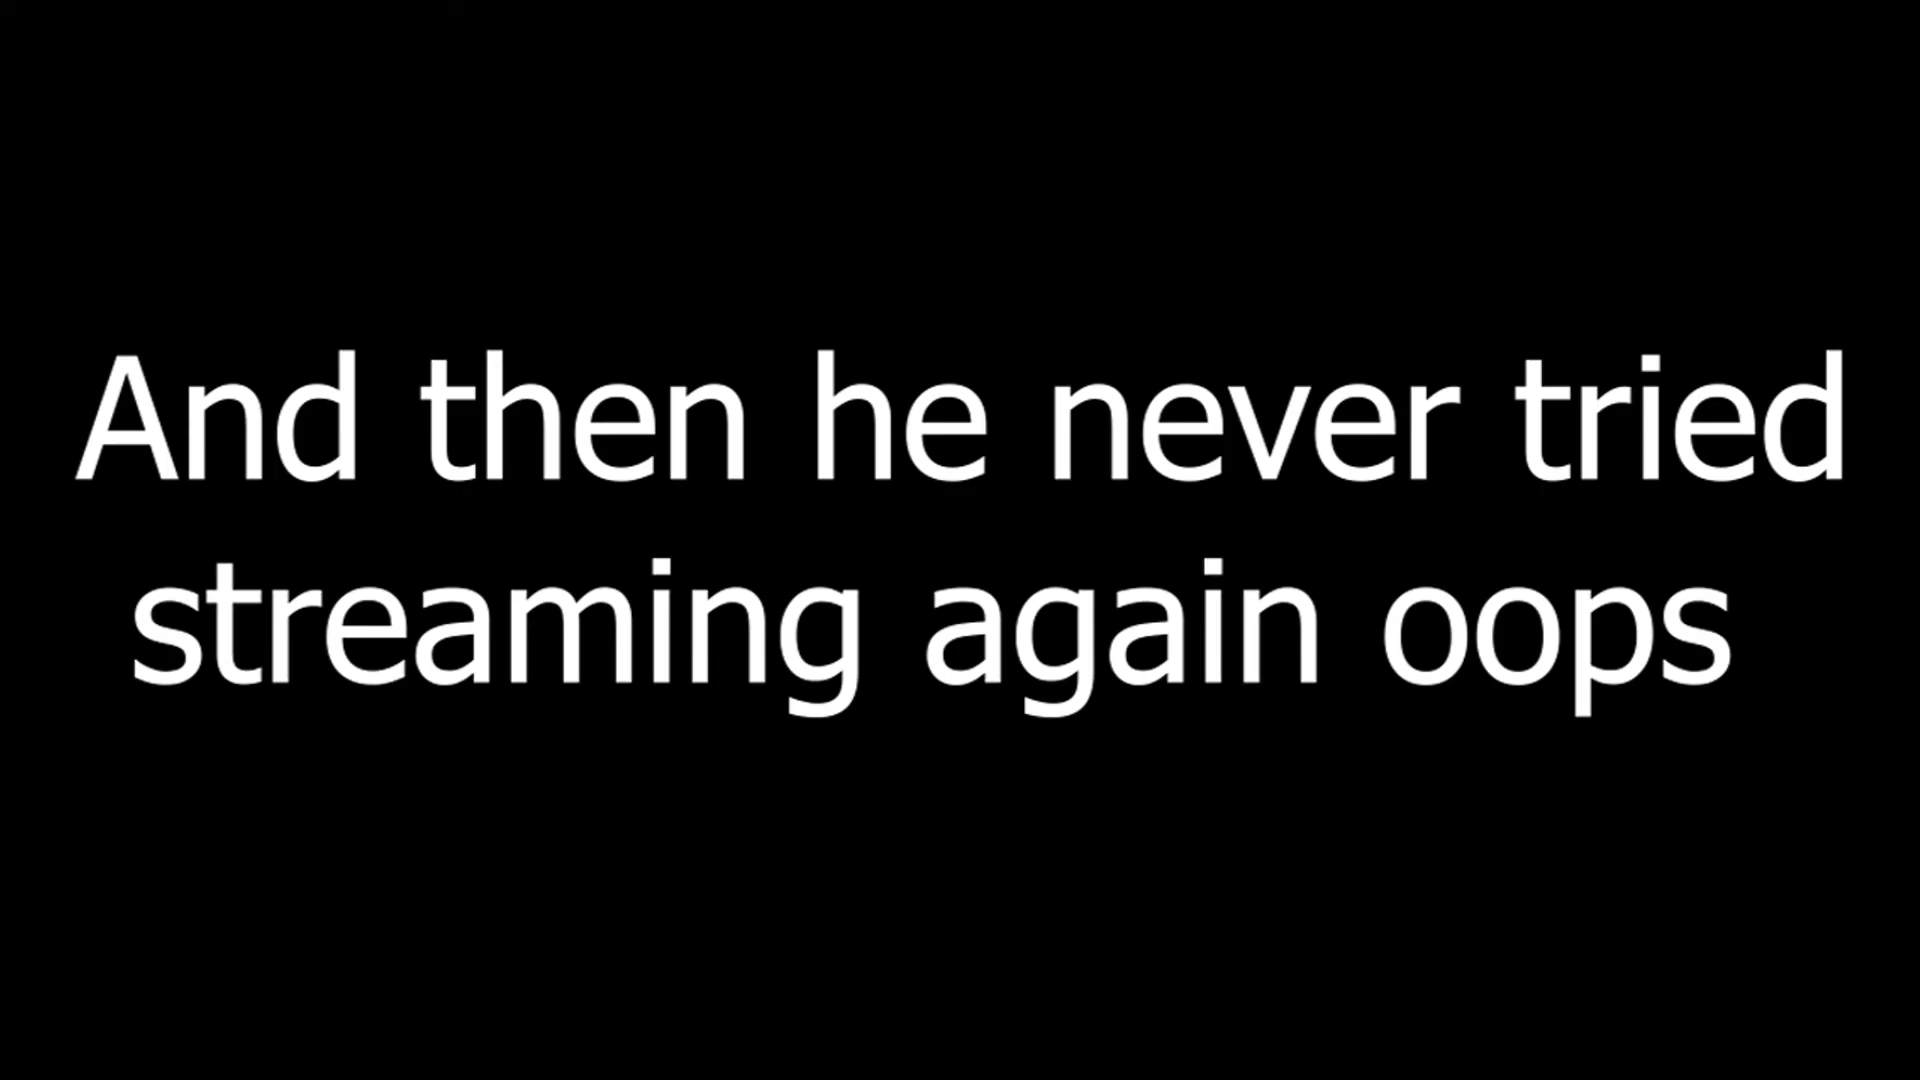 And then he never tried
streaming again oops